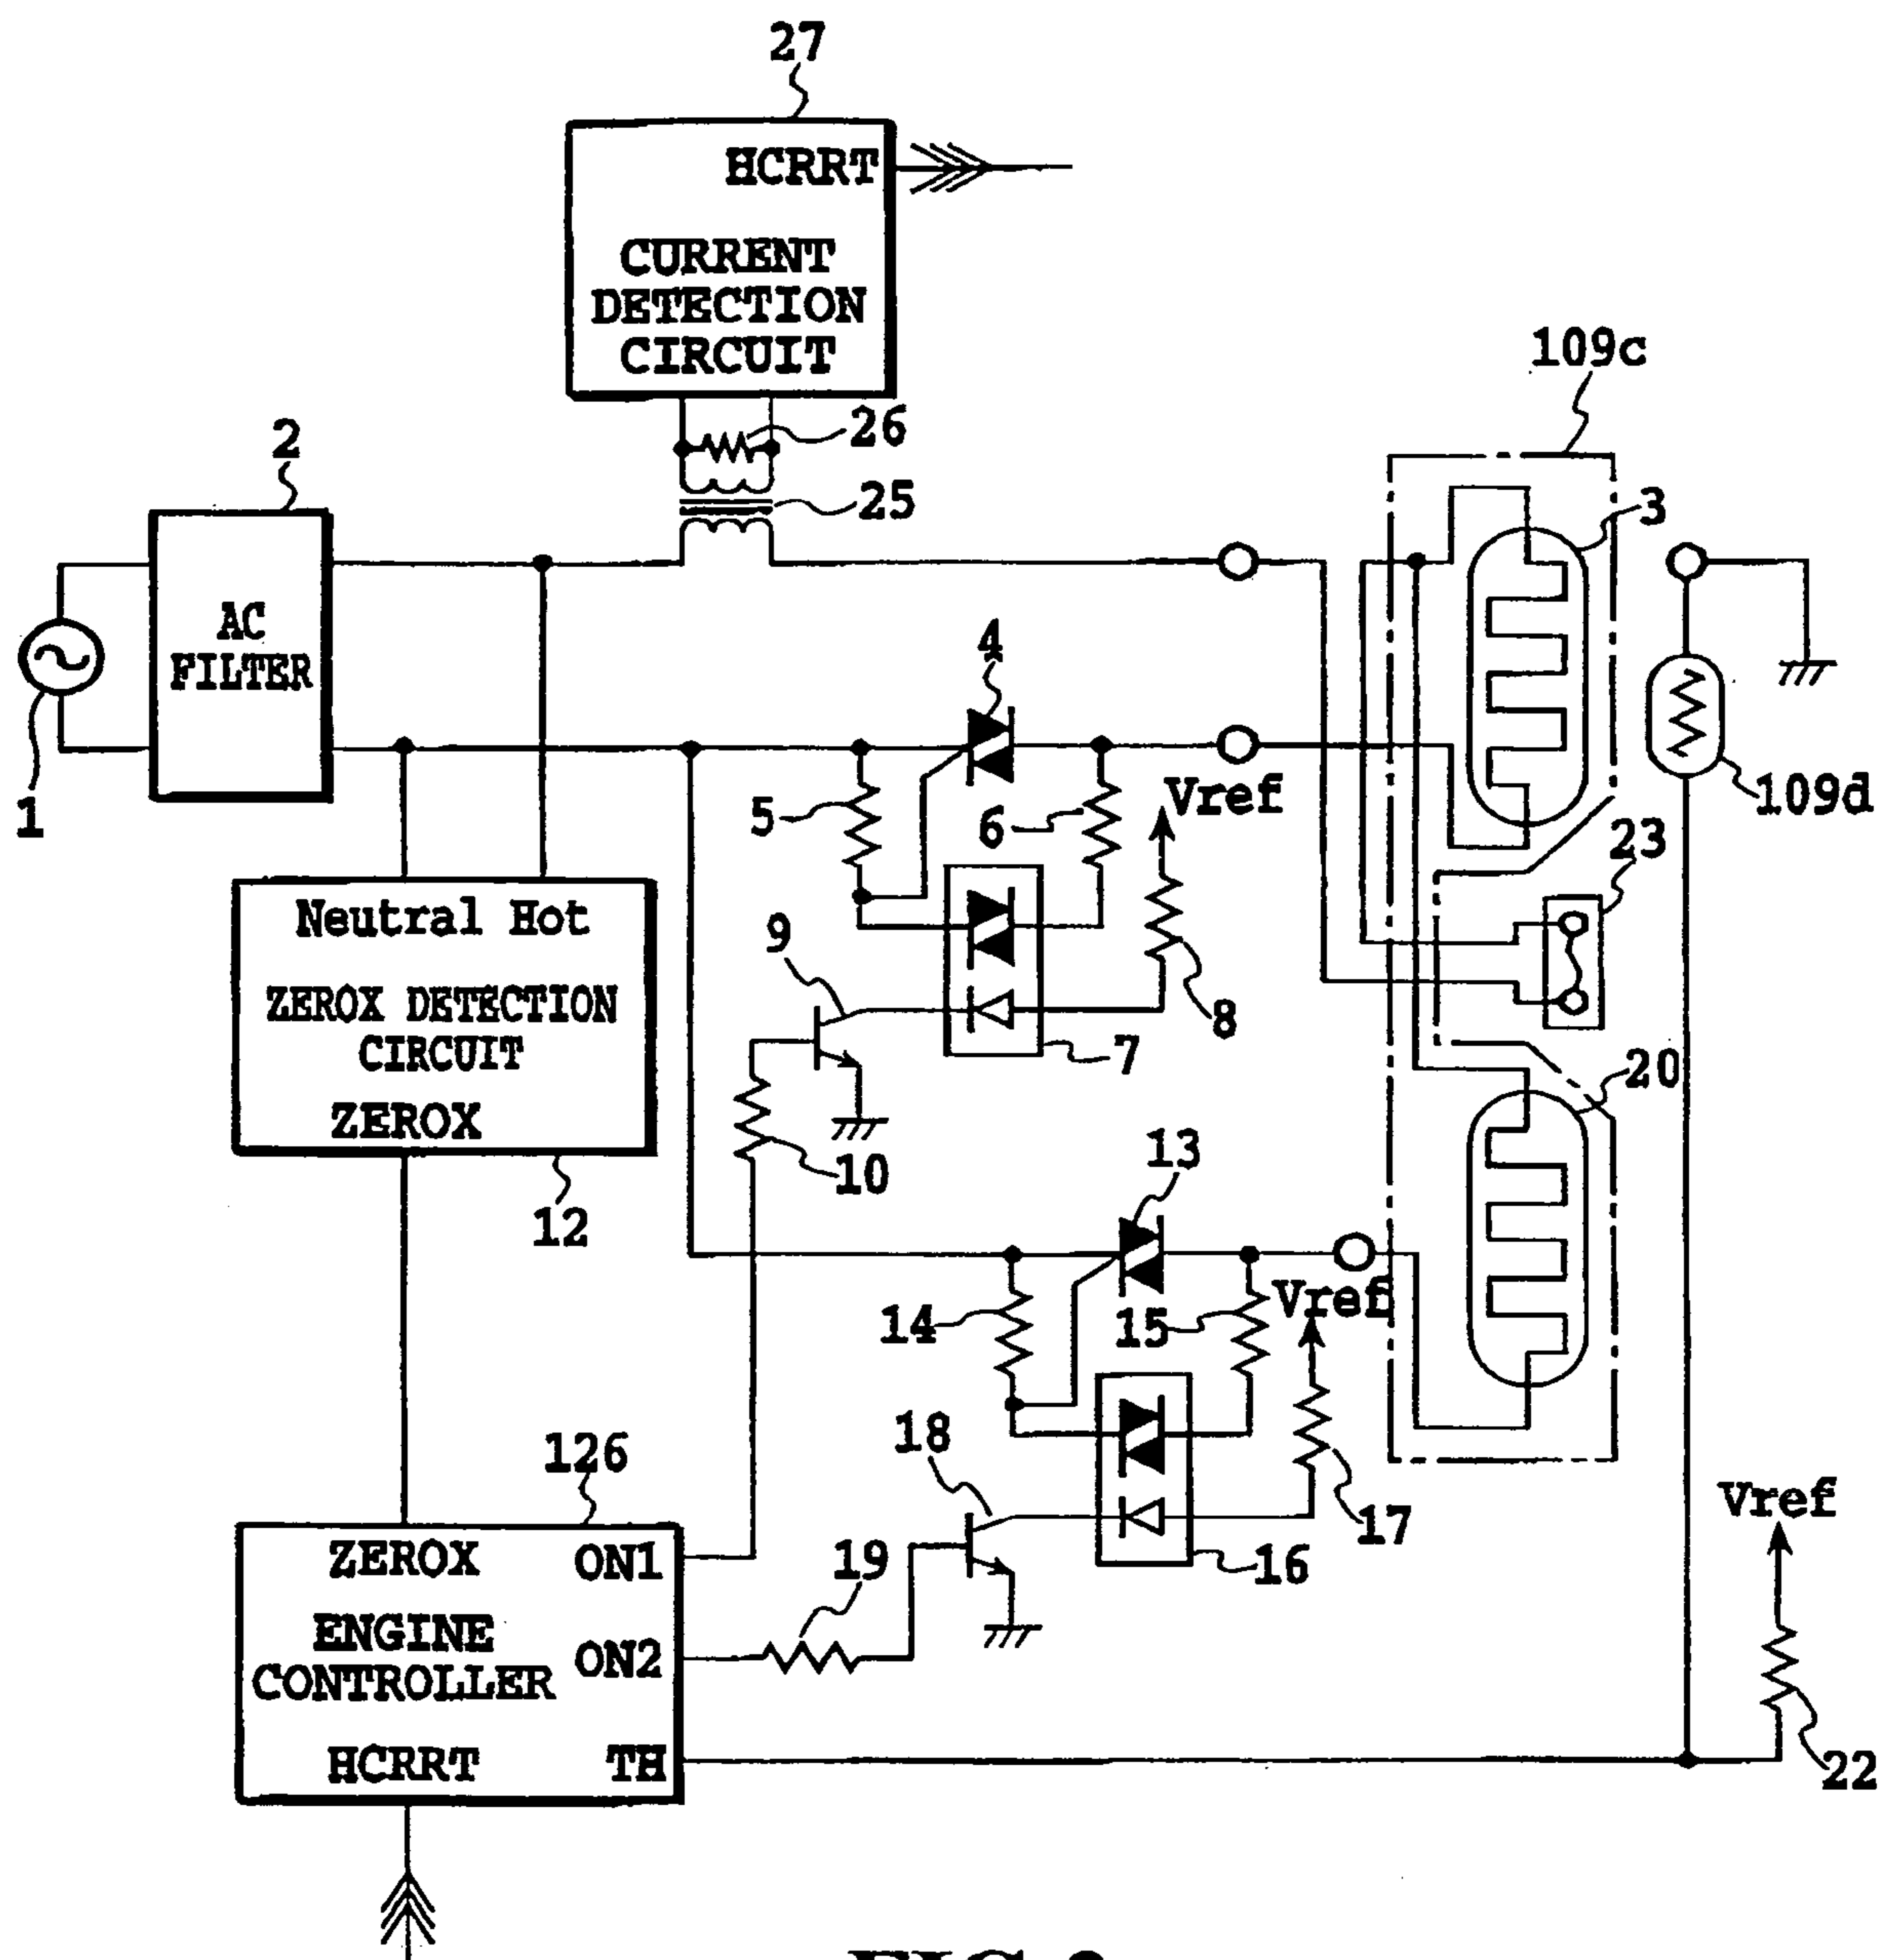 27
HCRRT
CURRENT
DETECTION
CIRCUIT
109c
26
2
25
3
AC
FILTER
4
1
5
6
Vref
109d
23
Neutral Hot
9
ZEROX DETECTION
CIRCUIT
8
7
20
ZEROX
10
13
12
14
15
Vref
18
126
17
Vref
ZEROX
ON1
19
16
ENGINE
CONTROLLER
ON2
HCRRT
TH
22